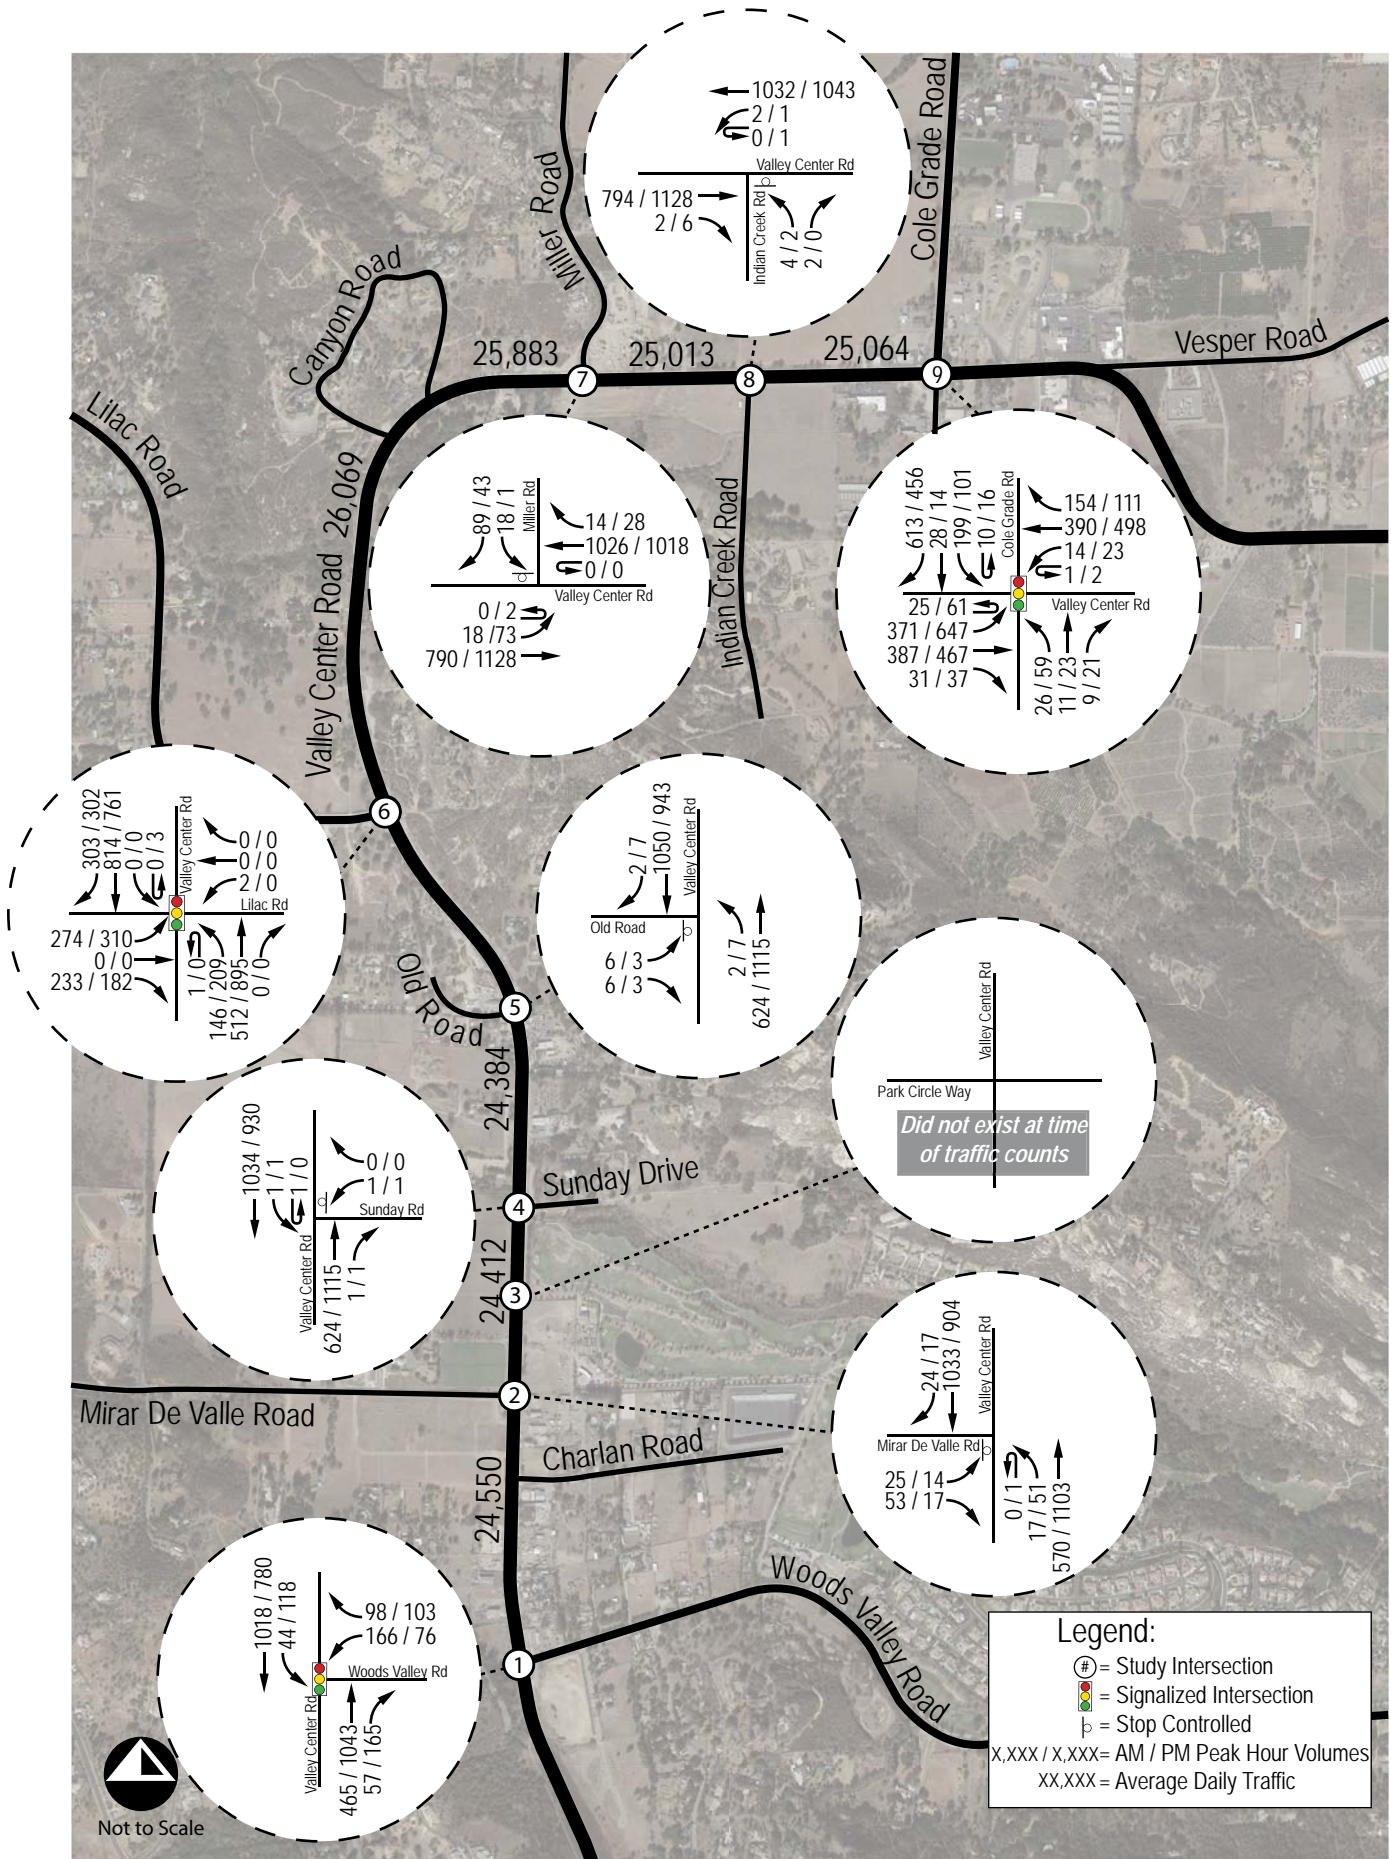 1032 / 1043
2 / 1
0 / 1
Valley Center Rd
794 / 1128
2 / 6
Indian Creek Rd
4 / 2
2 / 0
Cole Grade Road
Miller Road
Canyon Road
Lilac Road
25,883
25,013
25,064
Vesper Road
7
8
9
Valley Center Road
26,069
Indian Creek Road
89 / 43
18 / 1
Miller Rd
14 / 28
1026 / 1018
0 / 0
Valley Center Rd
0 / 2
18 /73
790 / 1128
613 / 456
28 / 14
199 / 101
10 / 16
Cole Grade Rd
154 / 111
390 / 498
14 / 23
1 / 2
Valley Center Rd
25 / 61
371 / 647
387 / 467
31 / 37
26 / 59
11 / 23
9 / 21
6
303 / 302
814 / 761
0 / 0
0 / 3
Valley Center Rd
0 / 0
0 / 0
2 / 0
Lilac Rd
274 / 310
0 / 0
233 / 182
1 / 0
146 / 209
512 / 895
0 / 0
2 / 7
1050 / 943
Valley Center Rd
Old Road
6 / 3
6 / 3
2 / 7
624 / 1115
Old Road
5
24,384
Valley Center Rd
Park Circle Way
Did not exist at time
of traffic counts
1034 / 930
1 / 1
1 / 0
0 / 0
1 / 1
Sunday Rd
Valley Center Rd
624 / 1115
1 / 1
4
Sunday Drive
24,412
3
2
Mirar De Valle Road
24 / 17
1033 / 904
Valley Center Rd
Mirar De Valle Rd
25 / 14
53 / 17
0 / 1
17 / 51
570 / 1103
Charlan Road
24,550
1018 / 780
44 / 118
98 / 103
166 / 76
Woods Valley Rd
Valley Center Rd
465 / 1043
57 / 165
1
Woods Valley Road
Not to Scale
Legend:
# = Study Intersection
= Signalized Intersection
= Stop Controlled
X,XXX / X,XXX= AM / PM Peak Hour Volumes
XX,XXX = Average Daily Traffic